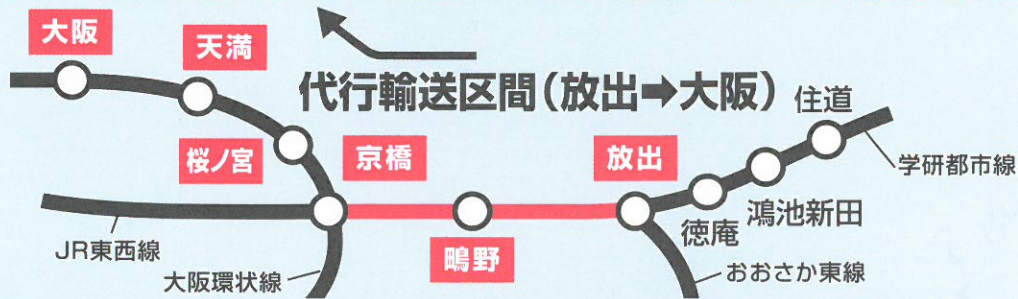 大阪
天満
代行輸送区間(放出➡大阪)
住道
桜ノ宮
京橋
放出
学研都市線
鴻池新田
徳庵
JR東西線
鴫野
大阪環状線
おおさか東線